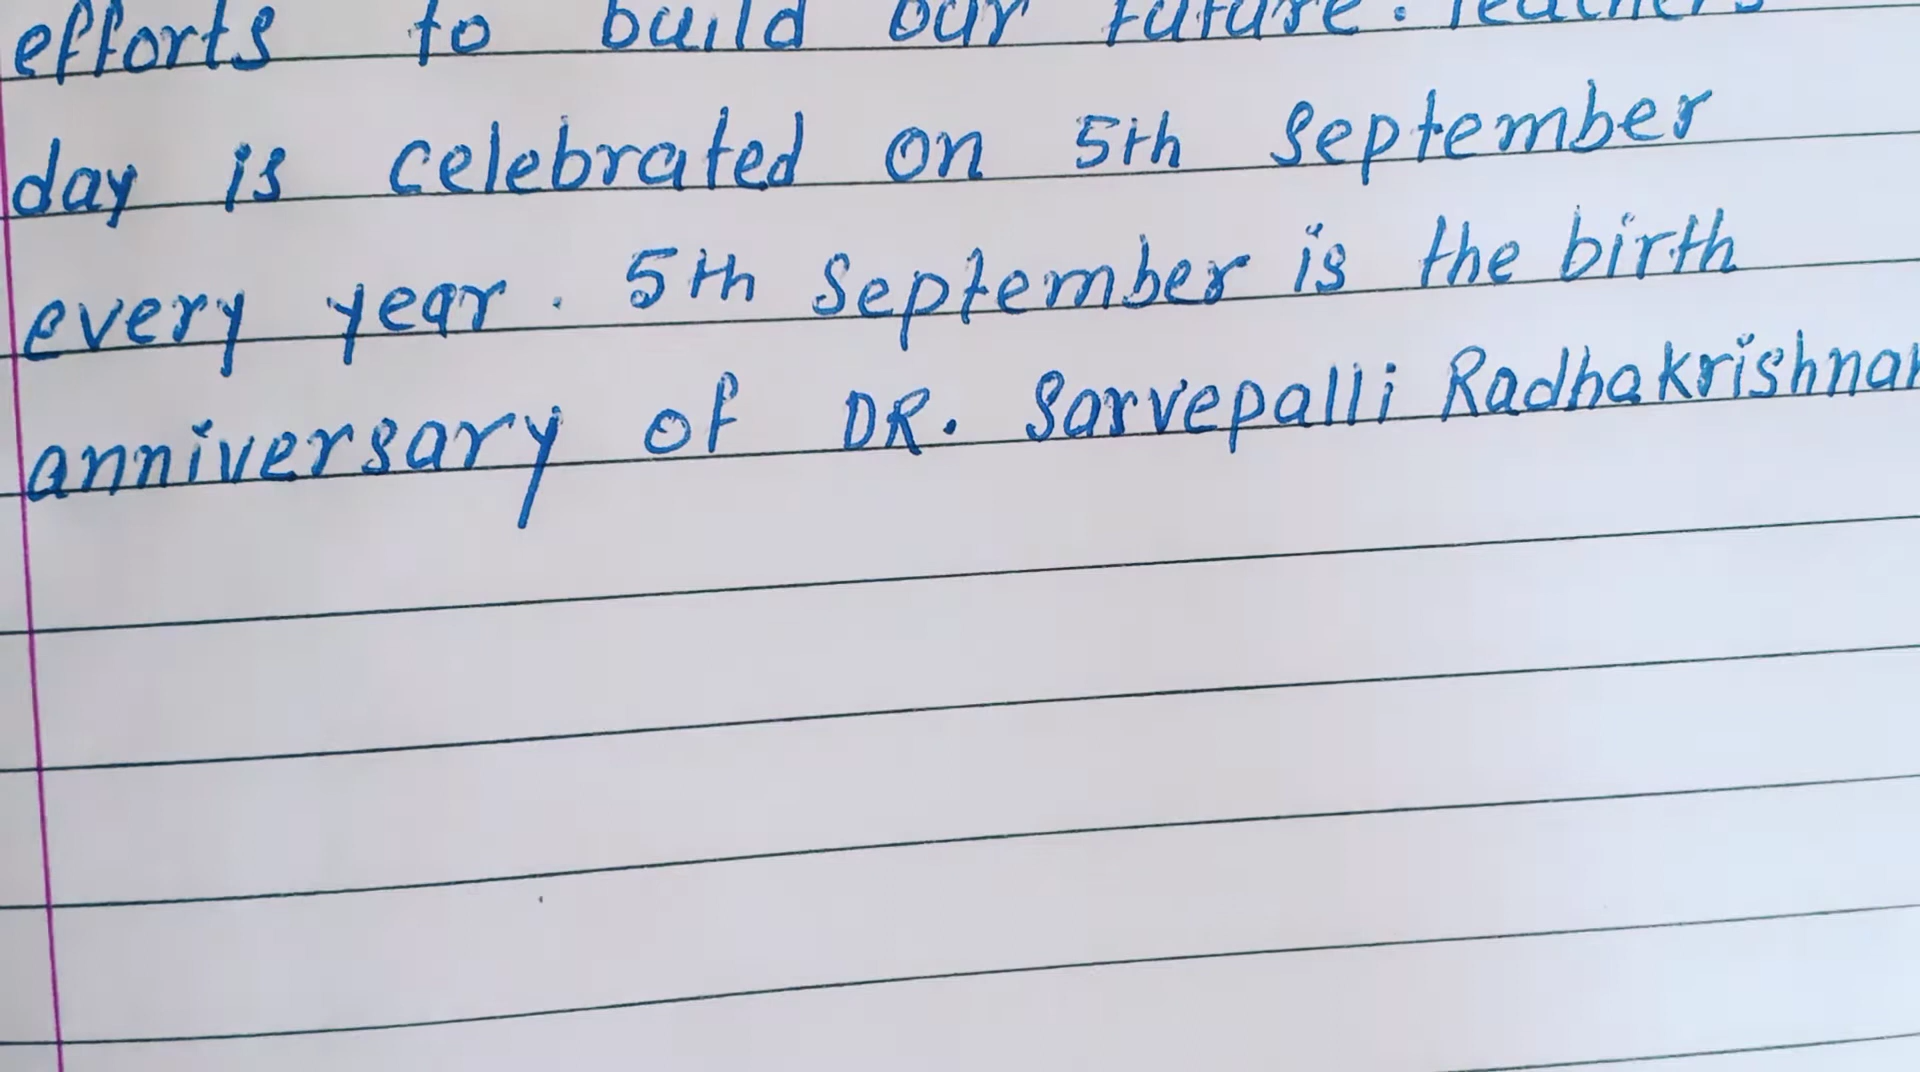 efforts to build our future. Teachers
day is celebrated on 5th September
every year. 5th September is the birth
anniversary of DR. Sarvepalli Radhakrishnan